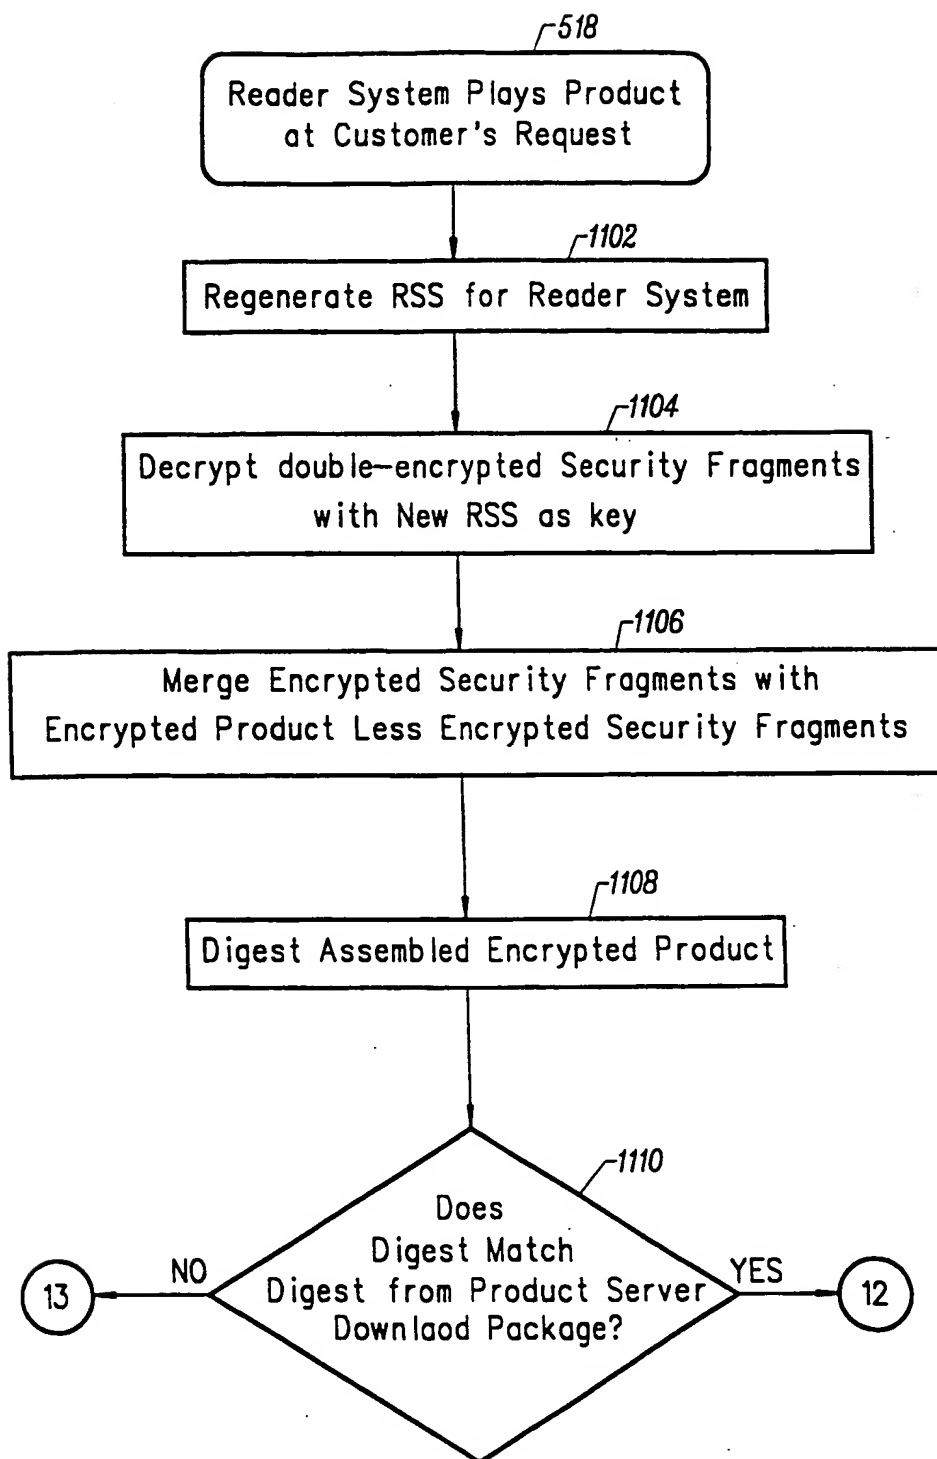 518
Reader System Plays Product
at Customer's Request
1102
Regenerate RSS for Reader System
1104
Decrypt double-encrypted Security Fragments
with New RSS as key
1106
Merge Encrypted Security Fragments with
Encrypted Product Less Encrypted Security Fragments
1108
Digest Assembled Encrypted Product
1110
Does
Digest Match
Digest from Product Server
Downlaod Package?
NO
YES
13
12